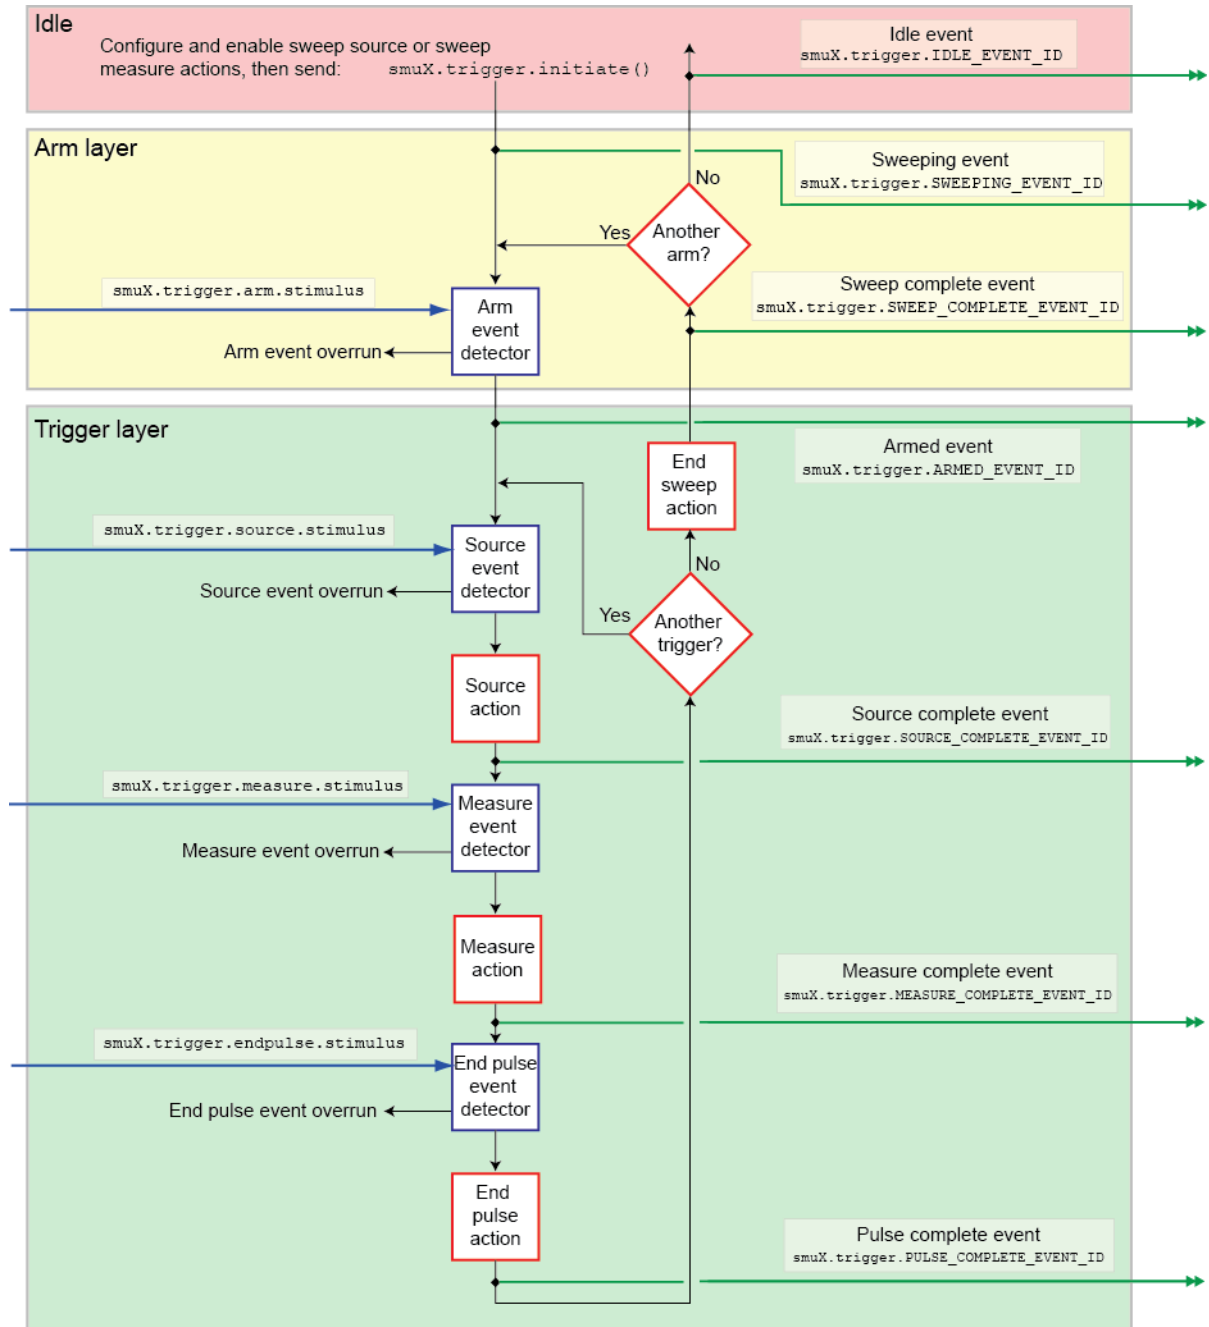 Idle
Configure and enable sweep source or sweep
measure actions, then send: smuX.trigger.initiate()
Idle event
smuX.trigger.IDLE_EVENT_ID
Arm layer
Sweeping event
smuX.trigger.SWEEPING_EVENT_ID
No
Yes
Another
arm?
Sweep complete event
smuX.trigger.SWEEP_COMPLETE_EVENT_ID
smuX.trigger.arm.stimulus
Arm
event
detector
Arm event overrun
Trigger layer
Armed event
smuX.trigger.ARMED_EVENT_ID
End
sweep
action
smuX.trigger.source.stimulus
Source
event
detector
Source event overrun
No
Yes
Another
trigger?
Source
action
Source complete event
smuX.trigger.SOURCE_COMPLETE_EVENT_ID
smuX.trigger.measure.stimulus
Measure
event
detector
Measure event overrun
Measure
action
Measure complete event
smuX.trigger.MEASURE_COMPLETE_EVENT_ID
smuX.trigger.endpulse.stimulus
End pulse
event
detector
End pulse event overrun
End
pulse
action
Pulse complete event
smuX.trigger.PULSE_COMPLETE_EVENT_ID